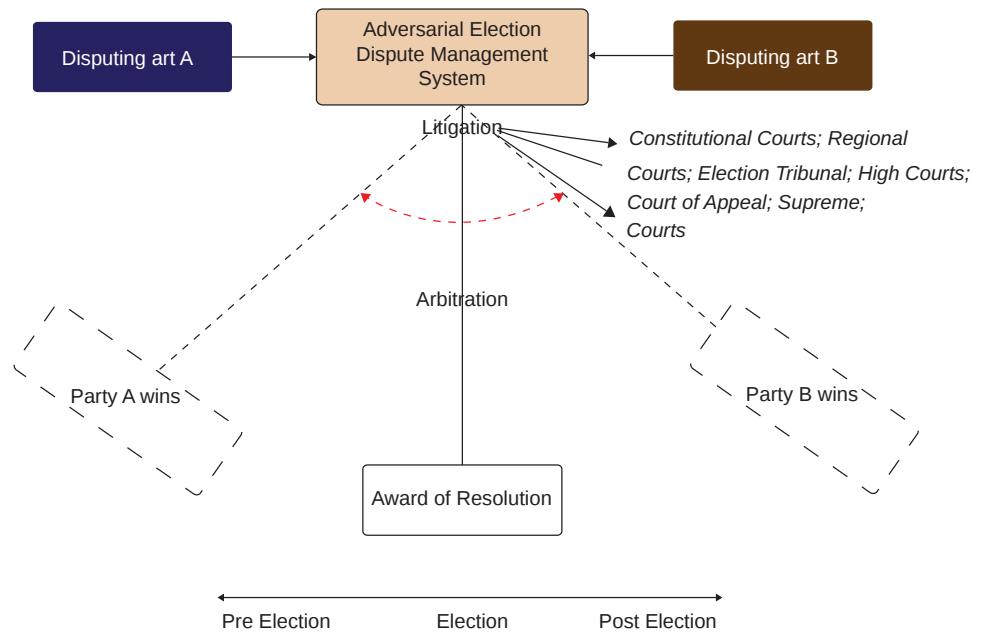 Disputing art A
Adversarial Election
Dispute Management
System
Disputing art B
Litigation
Constitutional Courts; Regional
Courts; Election Tribunal; High Courts;
Court of Appeal; Supreme;
Courts
Arbitration
Party A wins
Party B wins
Award of Resolution
Pre Election
Election
Post Election